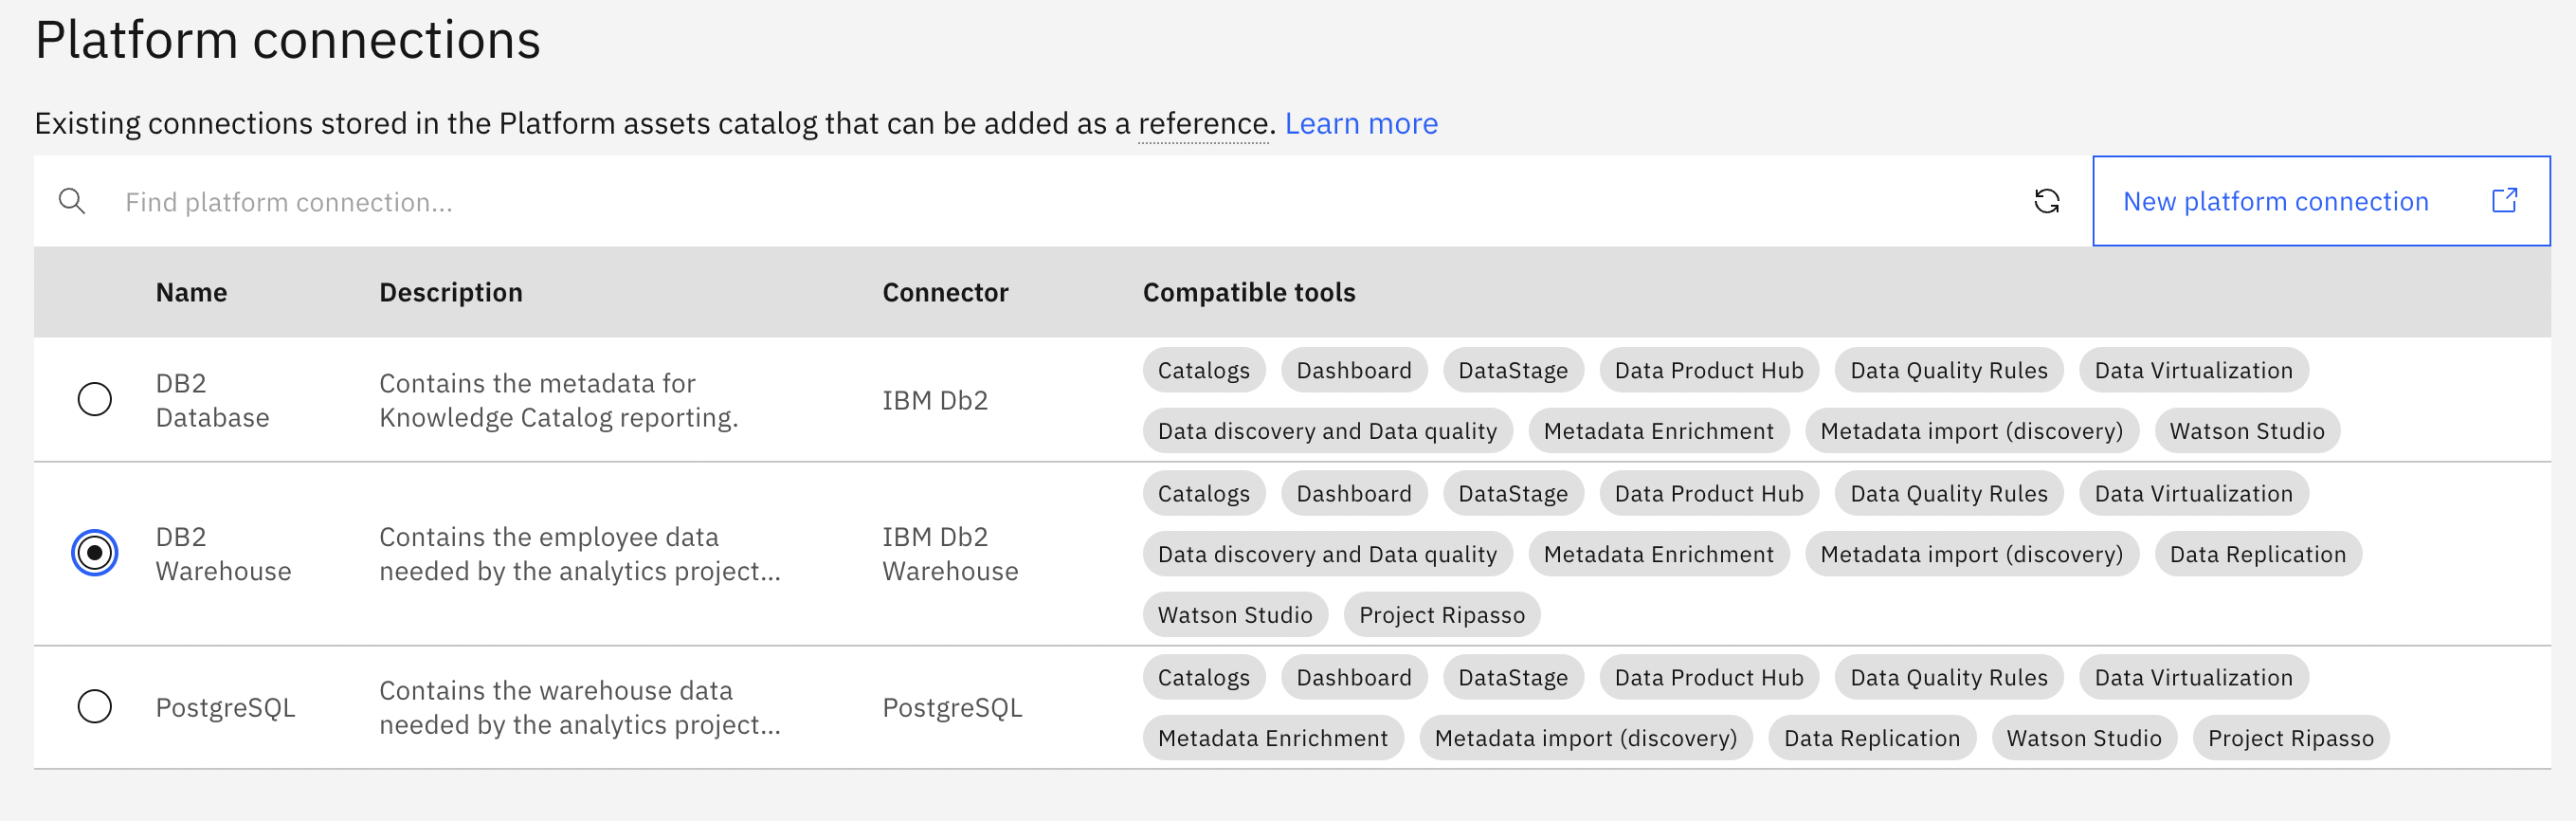 Platform connections
Existing connections stored in the Platform assets catalog that can be added as a reference. Learn more
Find platform connection...
New platform connection
Name Description Connector Compatible tools
DB2
Database
Contains the metadata for
Knowledge Catalog reporting.
IBM Db2
Catalogs Dashboard DataStage Data Product Hub Data Quality Rules Data Virtualization
Data discovery and Data quality Metadata Enrichment Metadata import (discovery) Watson Studio
DB2
Warehouse
Contains the employee data
needed by the analytics project...
IBM Db2
Warehouse
Catalogs Dashboard DataStage Data Product Hub Data Quality Rules Data Virtualization
Data discovery and Data quality Metadata Enrichment Metadata import (discovery) Data Replication
Watson Studio Project Ripasso
PostgreSQL
Contains the warehouse data
needed by the analytics project...
PostgreSQL
Catalogs Dashboard DataStage Data Product Hub Data Quality Rules Data Virtualization
Metadata Enrichment Metadata import (discovery) Data Replication Watson Studio Project Ripasso